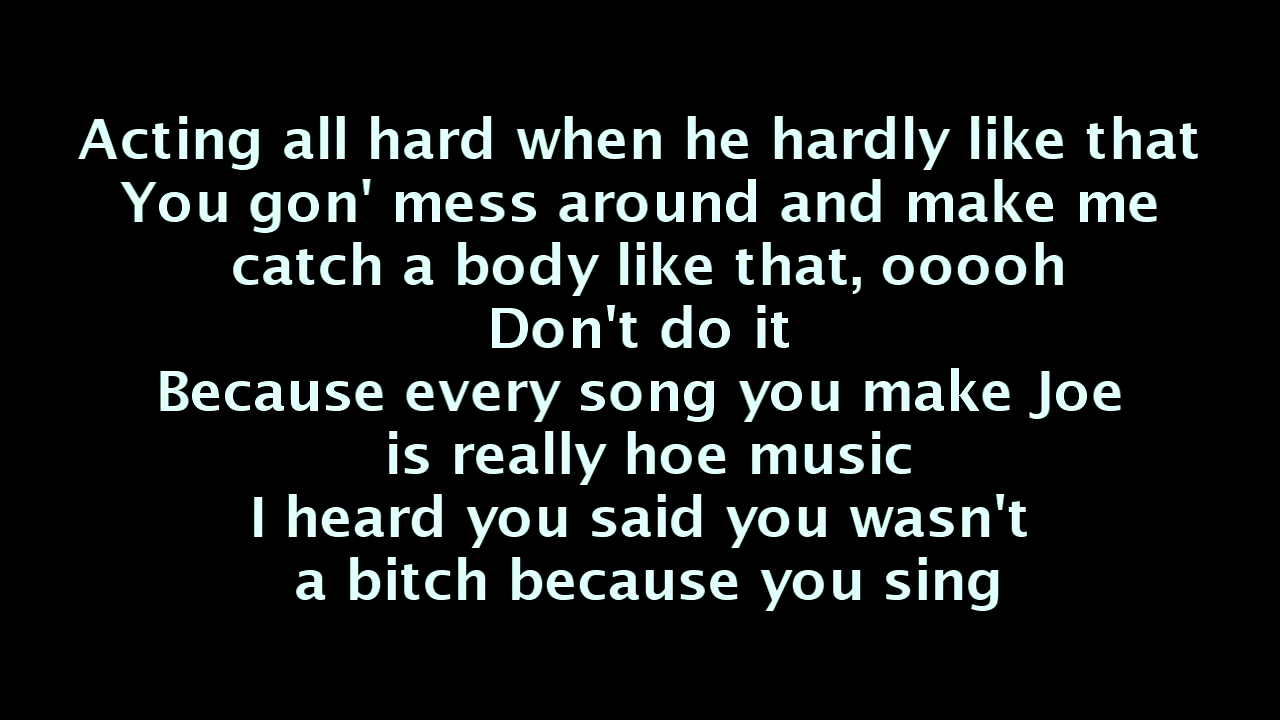 Acting all hard when he hardly like that
You gon' mess around and make me
catch a body like that, ooooh
Don't do it
Because every song you make Joe
is really hoe music
I heard you said you wasn't
a bitch because you sing